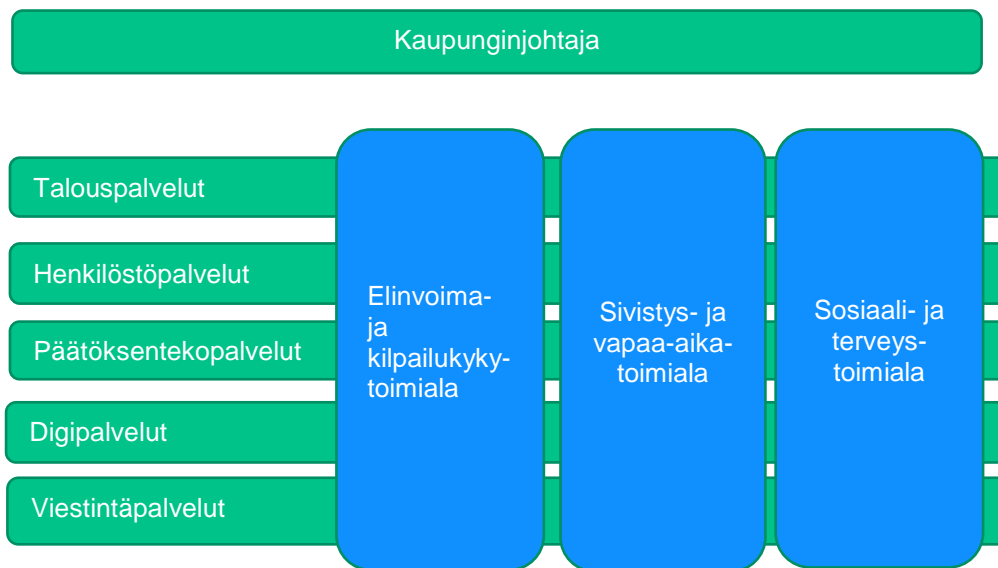 Kaupunginjohtaja
Talouspalvelut
Henkilöstöpalvelut
Päätöksentekopalvelut
Digipalvelut
Viestintäpalvelut
Elinvoima-
ja
kilpailukyky-
toimiala
Sivistys- ja
vapaa-aika-
toimiala
Sosiaali- ja
terveys-
toimiala